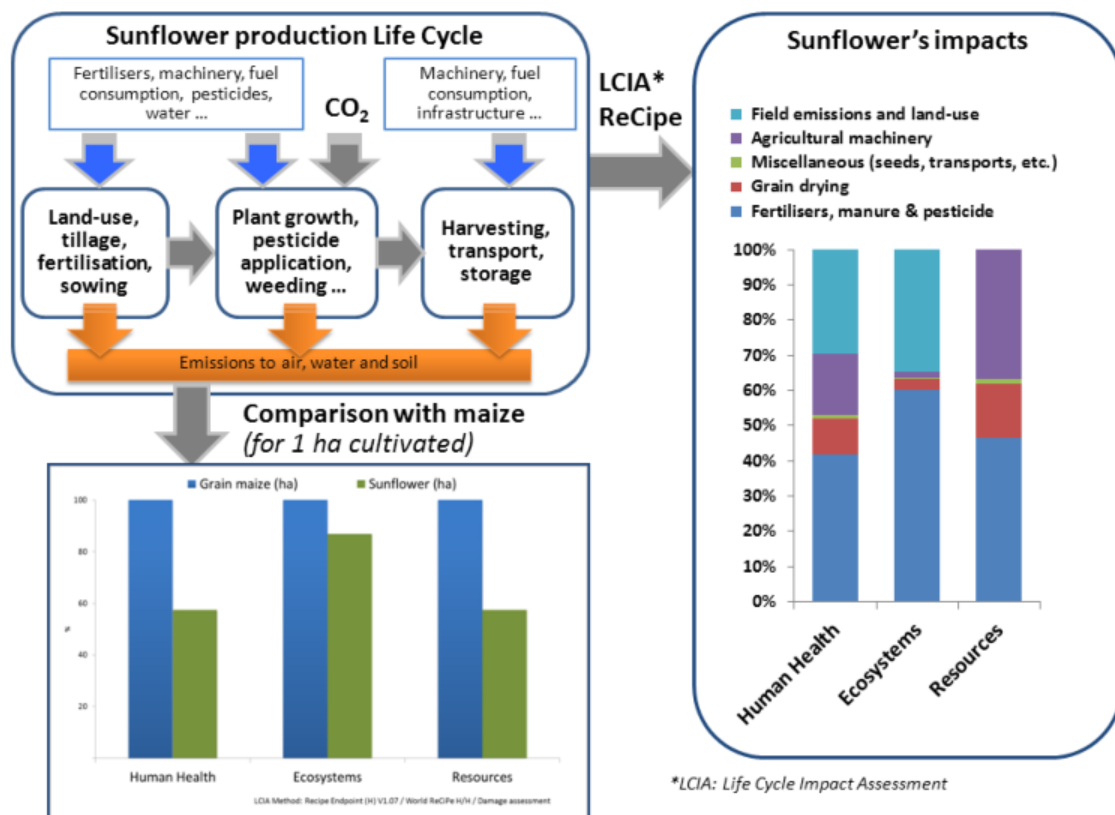 Sunflower production Life Cycle
Fertilisers, machinery, fuel
consumption, pesticides,
water ...
CO2
Machinery, fuel
consumption,
infrastructure ...
Land-use,
tillage,
fertilisation,
sowing
Plant growth,
pesticide
application,
weeding ...
Harvesting,
transport,
storage
Emissions to air, water and soil
LCIA*
ReCipe
Comparison with maize
(for 1 ha cultivated)
Grain maize (ha)
Sunflower (ha)
100
80
60
%
40
20
Human Health
Ecosystems
Resources
LCIA Method: Recipe Endpoint (H) V1.07 / World ReCiPe H/H / Damage assessment
Sunflower's impacts
Field emissions and land-use
Agricultural machinery
Miscellaneous (seeds, transports, etc.)
Grain drying
Fertilisers, manure & pesticide
100%
90%
80%
70%
60%
50%
40%
30%
20%
10%
0%
Human Health
Ecosystems
Resources
*LCIA: Life Cycle Impact Assessment